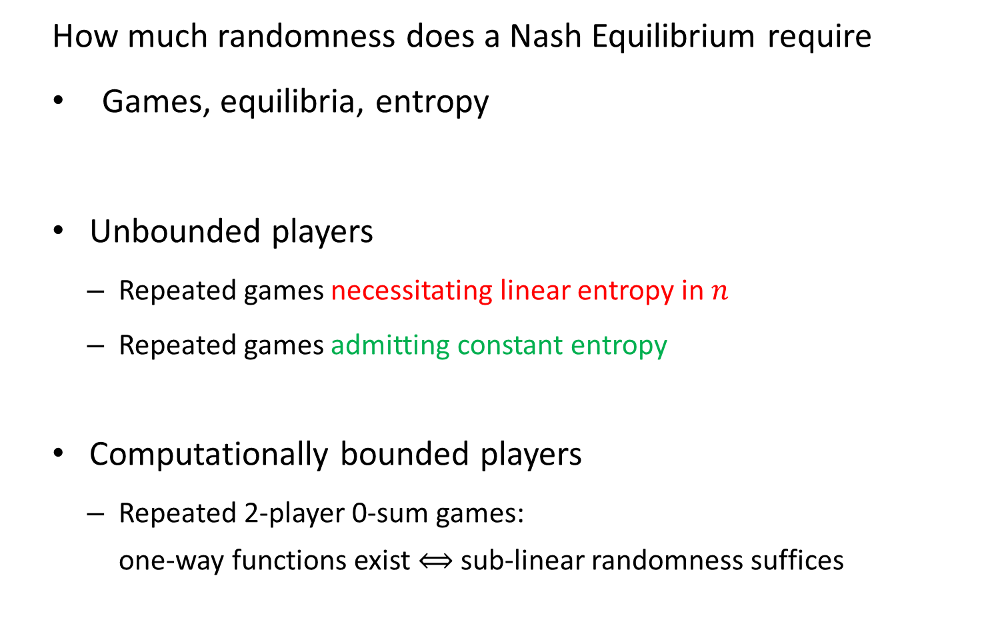 How much randomness does a Nash Equilibrium require
• Games, equilibria, entropy
• Unbounded players
– Repeated games necessitating linear entropy in 𝑛
– Repeated games admitting constant entropy
• Computationally bounded players
– Repeated 2-player 0-sum games:
one-way functions exist ⟺ sub-linear randomness suffices